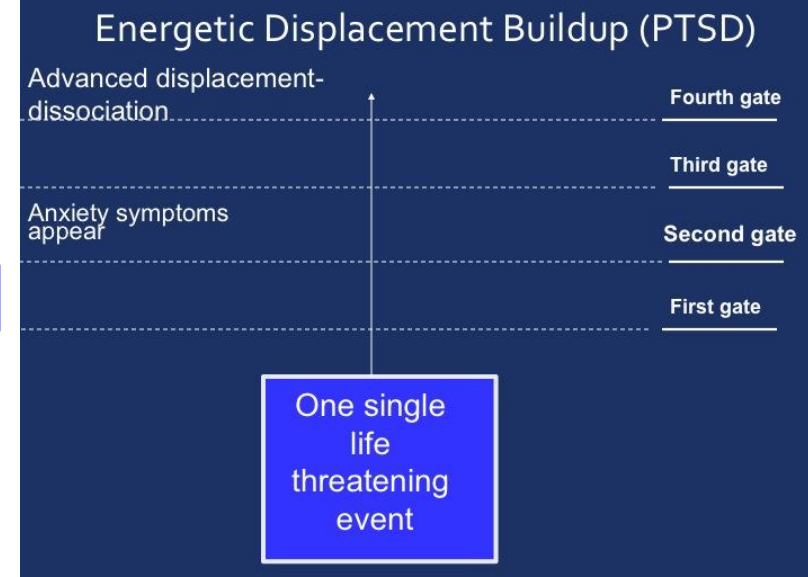 Energetic Displacement Buildup (PTSD)
Advanced displacement-
dissociation
Fourth gate
Third gate
Anxiety symptoms
appear
Second gate
First gate
One single
life
threatening
event